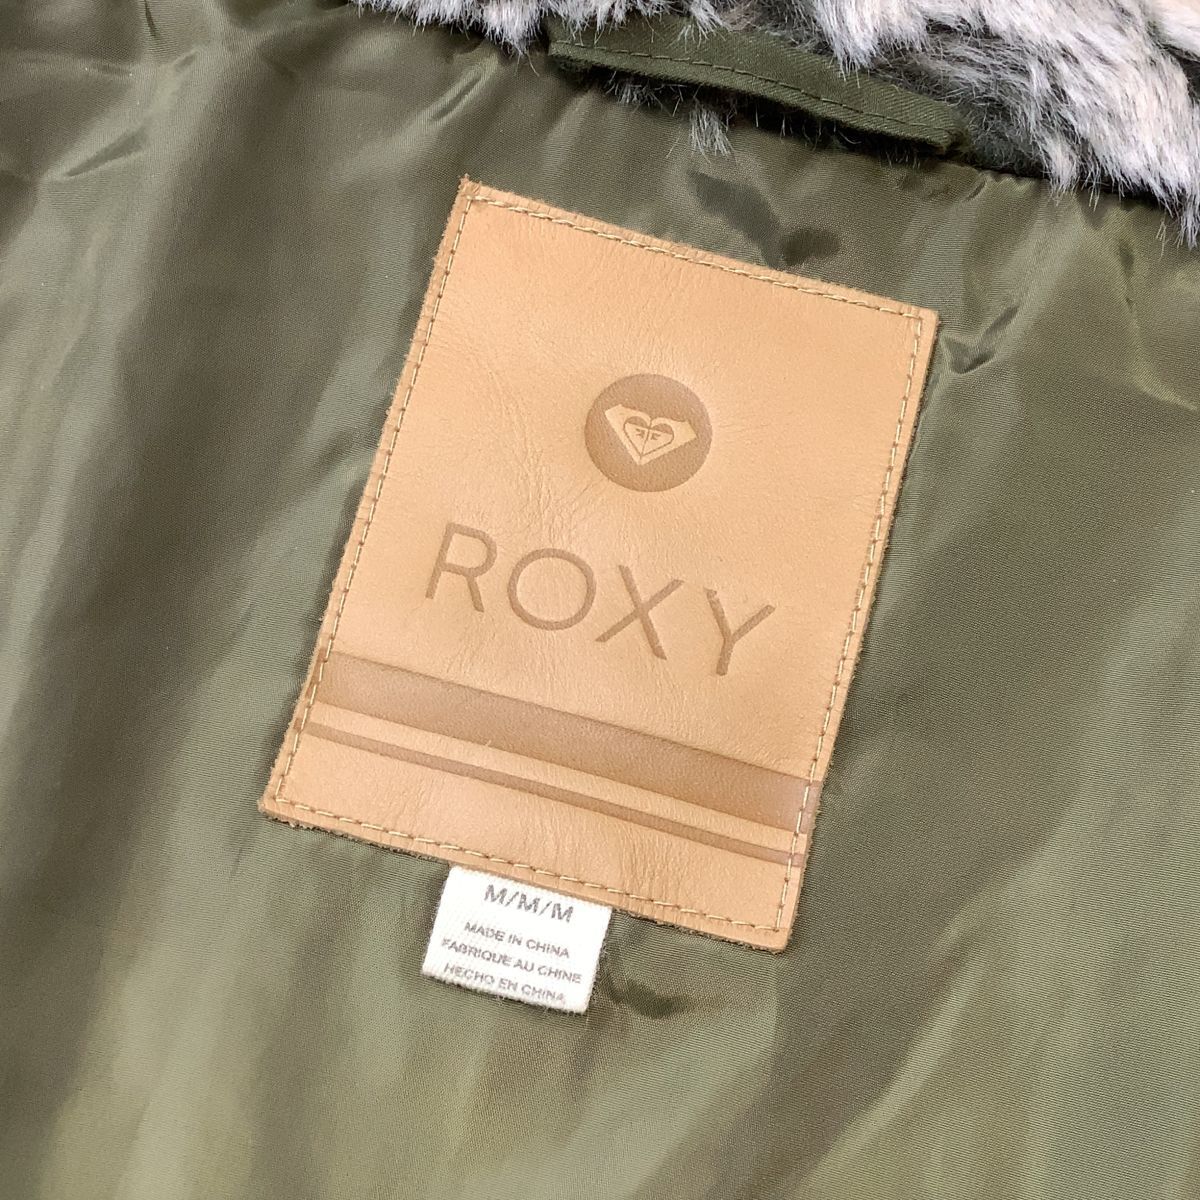 ROXY
M/M/M
MADE IN CHINA
FABRIQUE AU CHINE
HECHO EN CHINA